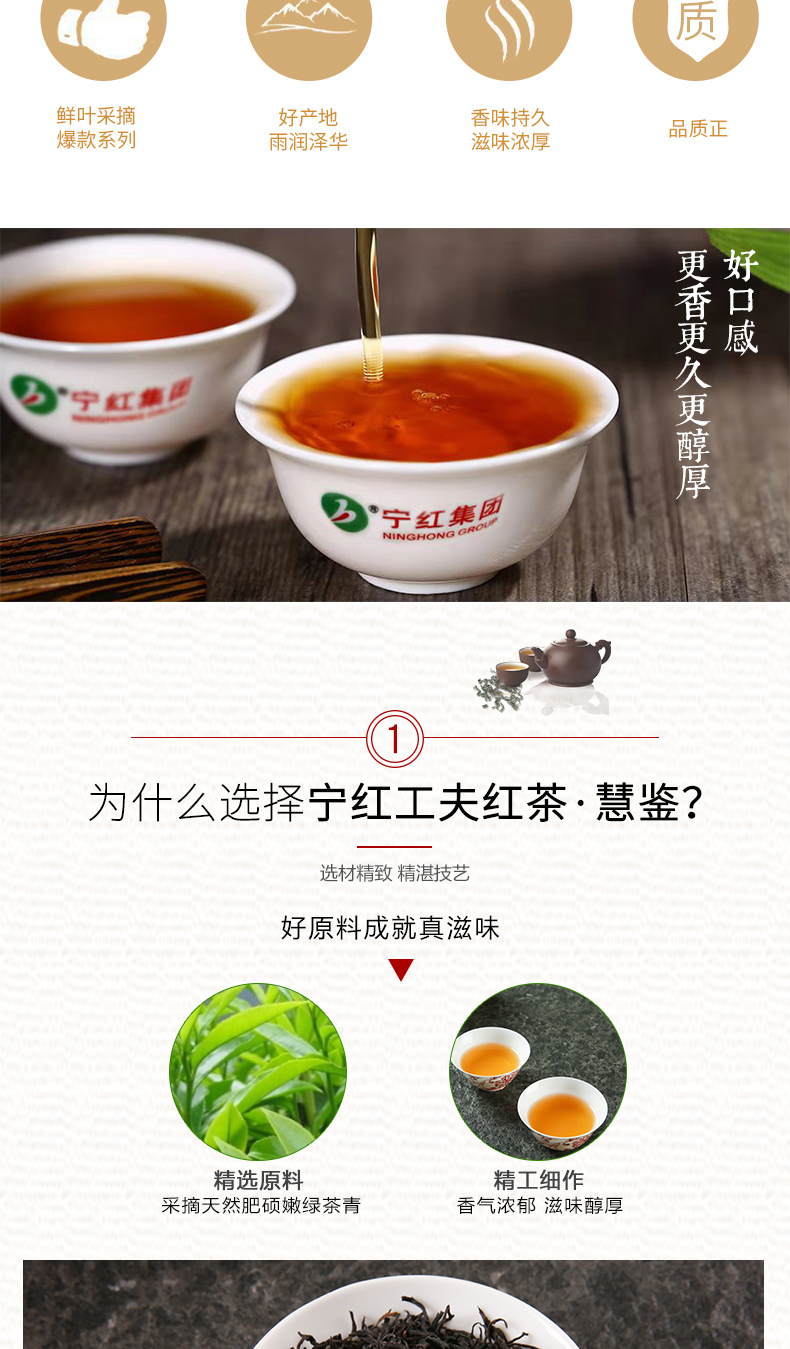 质
鲜叶采摘
爆款系列
好产地
雨润泽华
香味持久
滋味浓厚
品质正
好口感
更香更久更醇厚
宁红集团
NINGHONG GROUP
®宁红集团
NINGHONG GROUP
1
为什么选择宁红工夫红茶·慧鉴?
选材精致 精湛技艺
好原料成就真滋味
精选原料
采摘天然肥硕嫩绿茶青
精工细作
香气浓郁 滋味醇厚